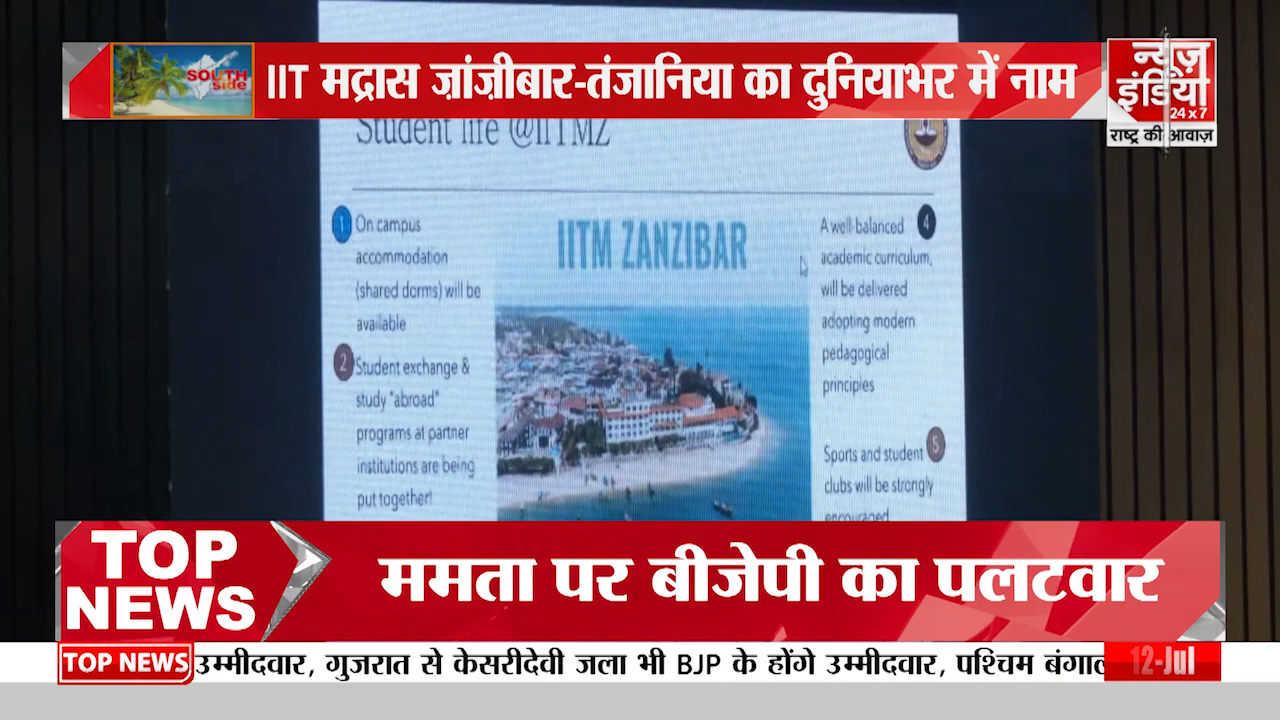 SOUTH
side
IIT मद्रास ज़ांज़ीबार-तंजानिया का दुनियाभर में नाम
न्यूज़
इंडिया
24x7
राष्ट्र की आवाज़
Student life @IITMZ
1
On campus
accommodation
(shared dorms) will be
available
2
Student exchange &
study "abroad"
programs at partner
institutions are being
put together!
IITM ZANZIBAR
4
A well-balanced
academic curriculum,
will be delivered
adopting modern
pedagogical
principles
5
Sports and student
clubs will be strongly
encouraged
TOP
NEWS
ममता पर बीजेपी का पलटवार
TOP NEWS
उम्मीदवार, गुजरात से केसरीदेवी जला भी BJP के होंगे उम्मीदवार, पश्चिम बंगाल
12-Jul